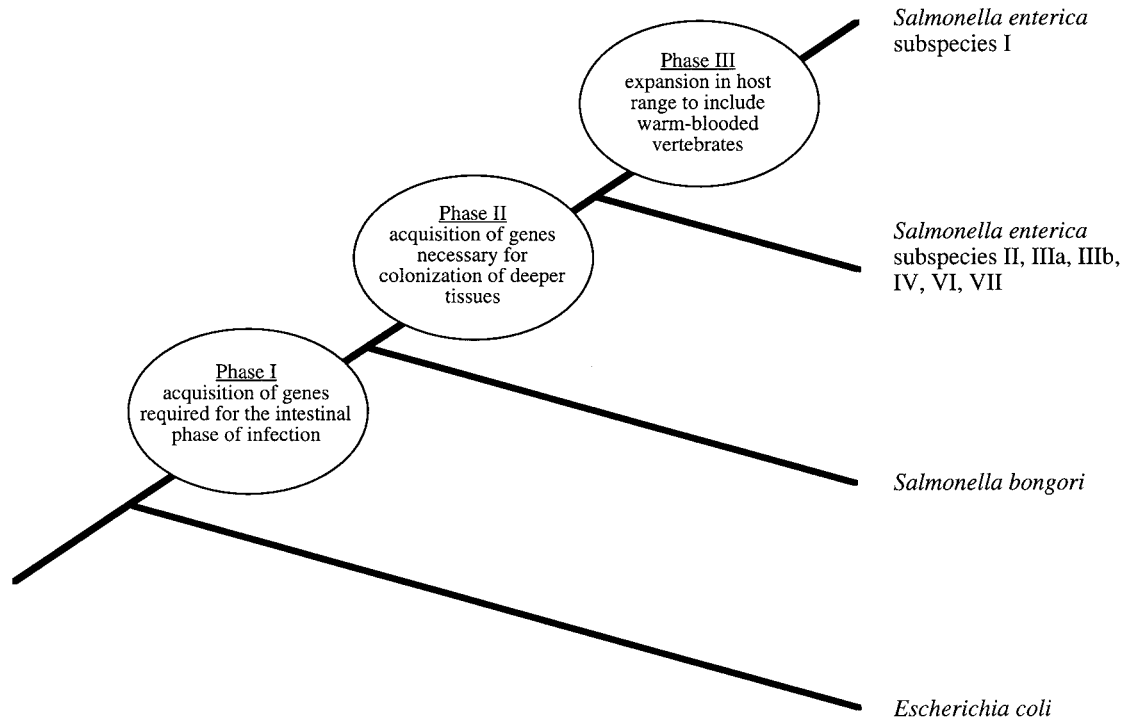 Salmonella enterica
subspecies I
Phase III
expansion in host
range to include
warm-blooded
vertebrates
Phase II
acquisition of genes
necessary for
colonization of deeper
tissues
Salmonella enterica
subspecies II, IIIa, IIIb,
IV, VI, VII
Phase I
acquisition of genes
required for the intestinal
phase of infection
Salmonella bongori
Escherichia coli